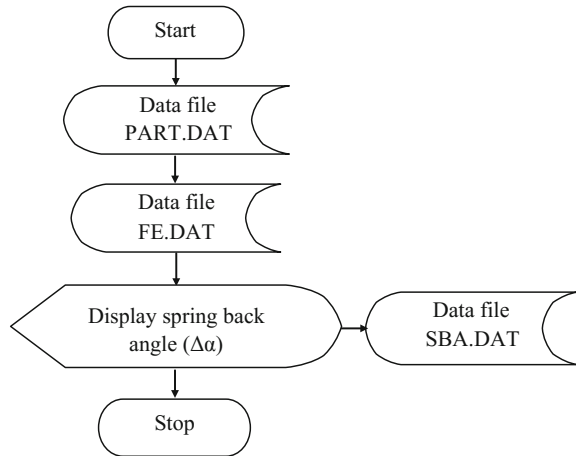 Start
Data file
PART.DAT
Data file
FE.DAT
Display spring back
angle (Δα)
Data file
SBA.DAT
Stop